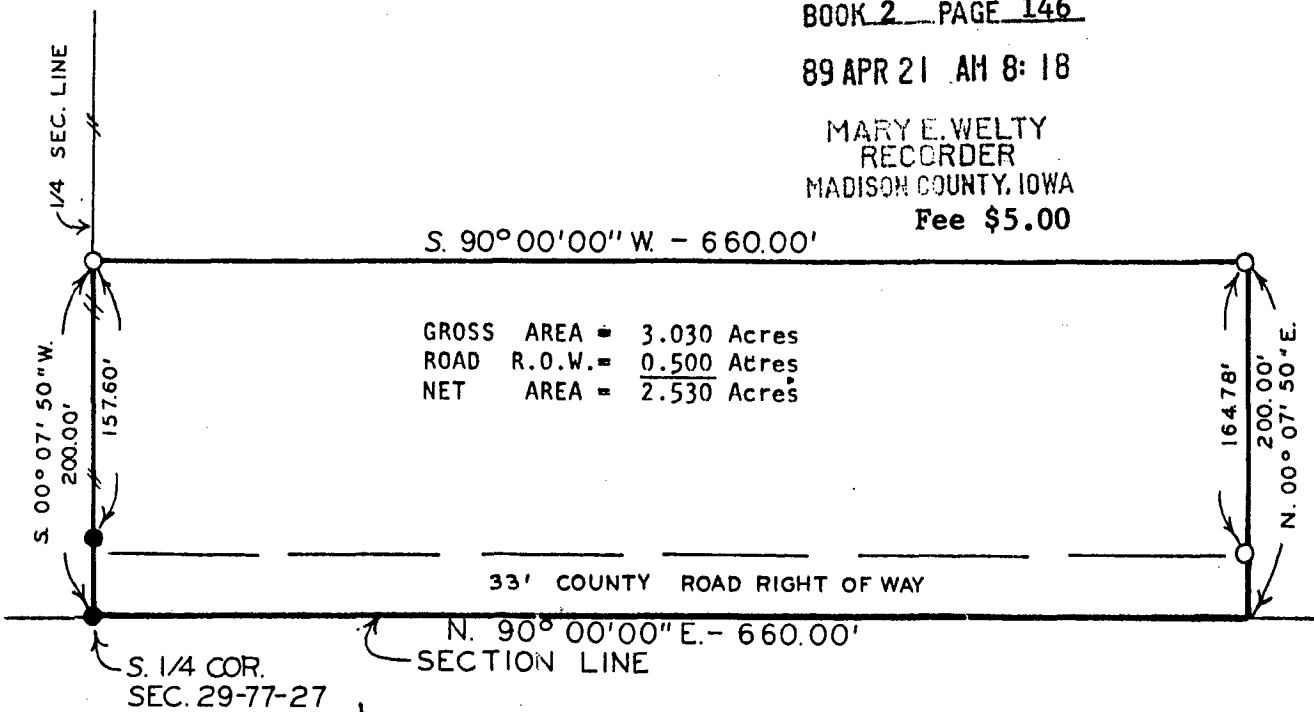 BOOK 2 PAGE 146
89 APR 21 AM 8:18
MARY E. WELTY
RECORDER
MADISON COUNTY, IOWA
Fee $5.00
1/4 SEC. LINE
S. 90°00'00" W. - 660.00'
GROSS AREA = 3.030 Acres
ROAD R.O.W.= 0.500 Acres
NET AREA = 2.530 Acres
S. 00° 07' 50" W.
200.00'
157.60'
164.78'
200.00'
N. 00° 07' 50" E.
33' COUNTY ROAD RIGHT OF WAY
N. 90° 00'00" E.- 660.00'
SECTION LINE
S. 1/4 COR.
SEC. 29-77-27